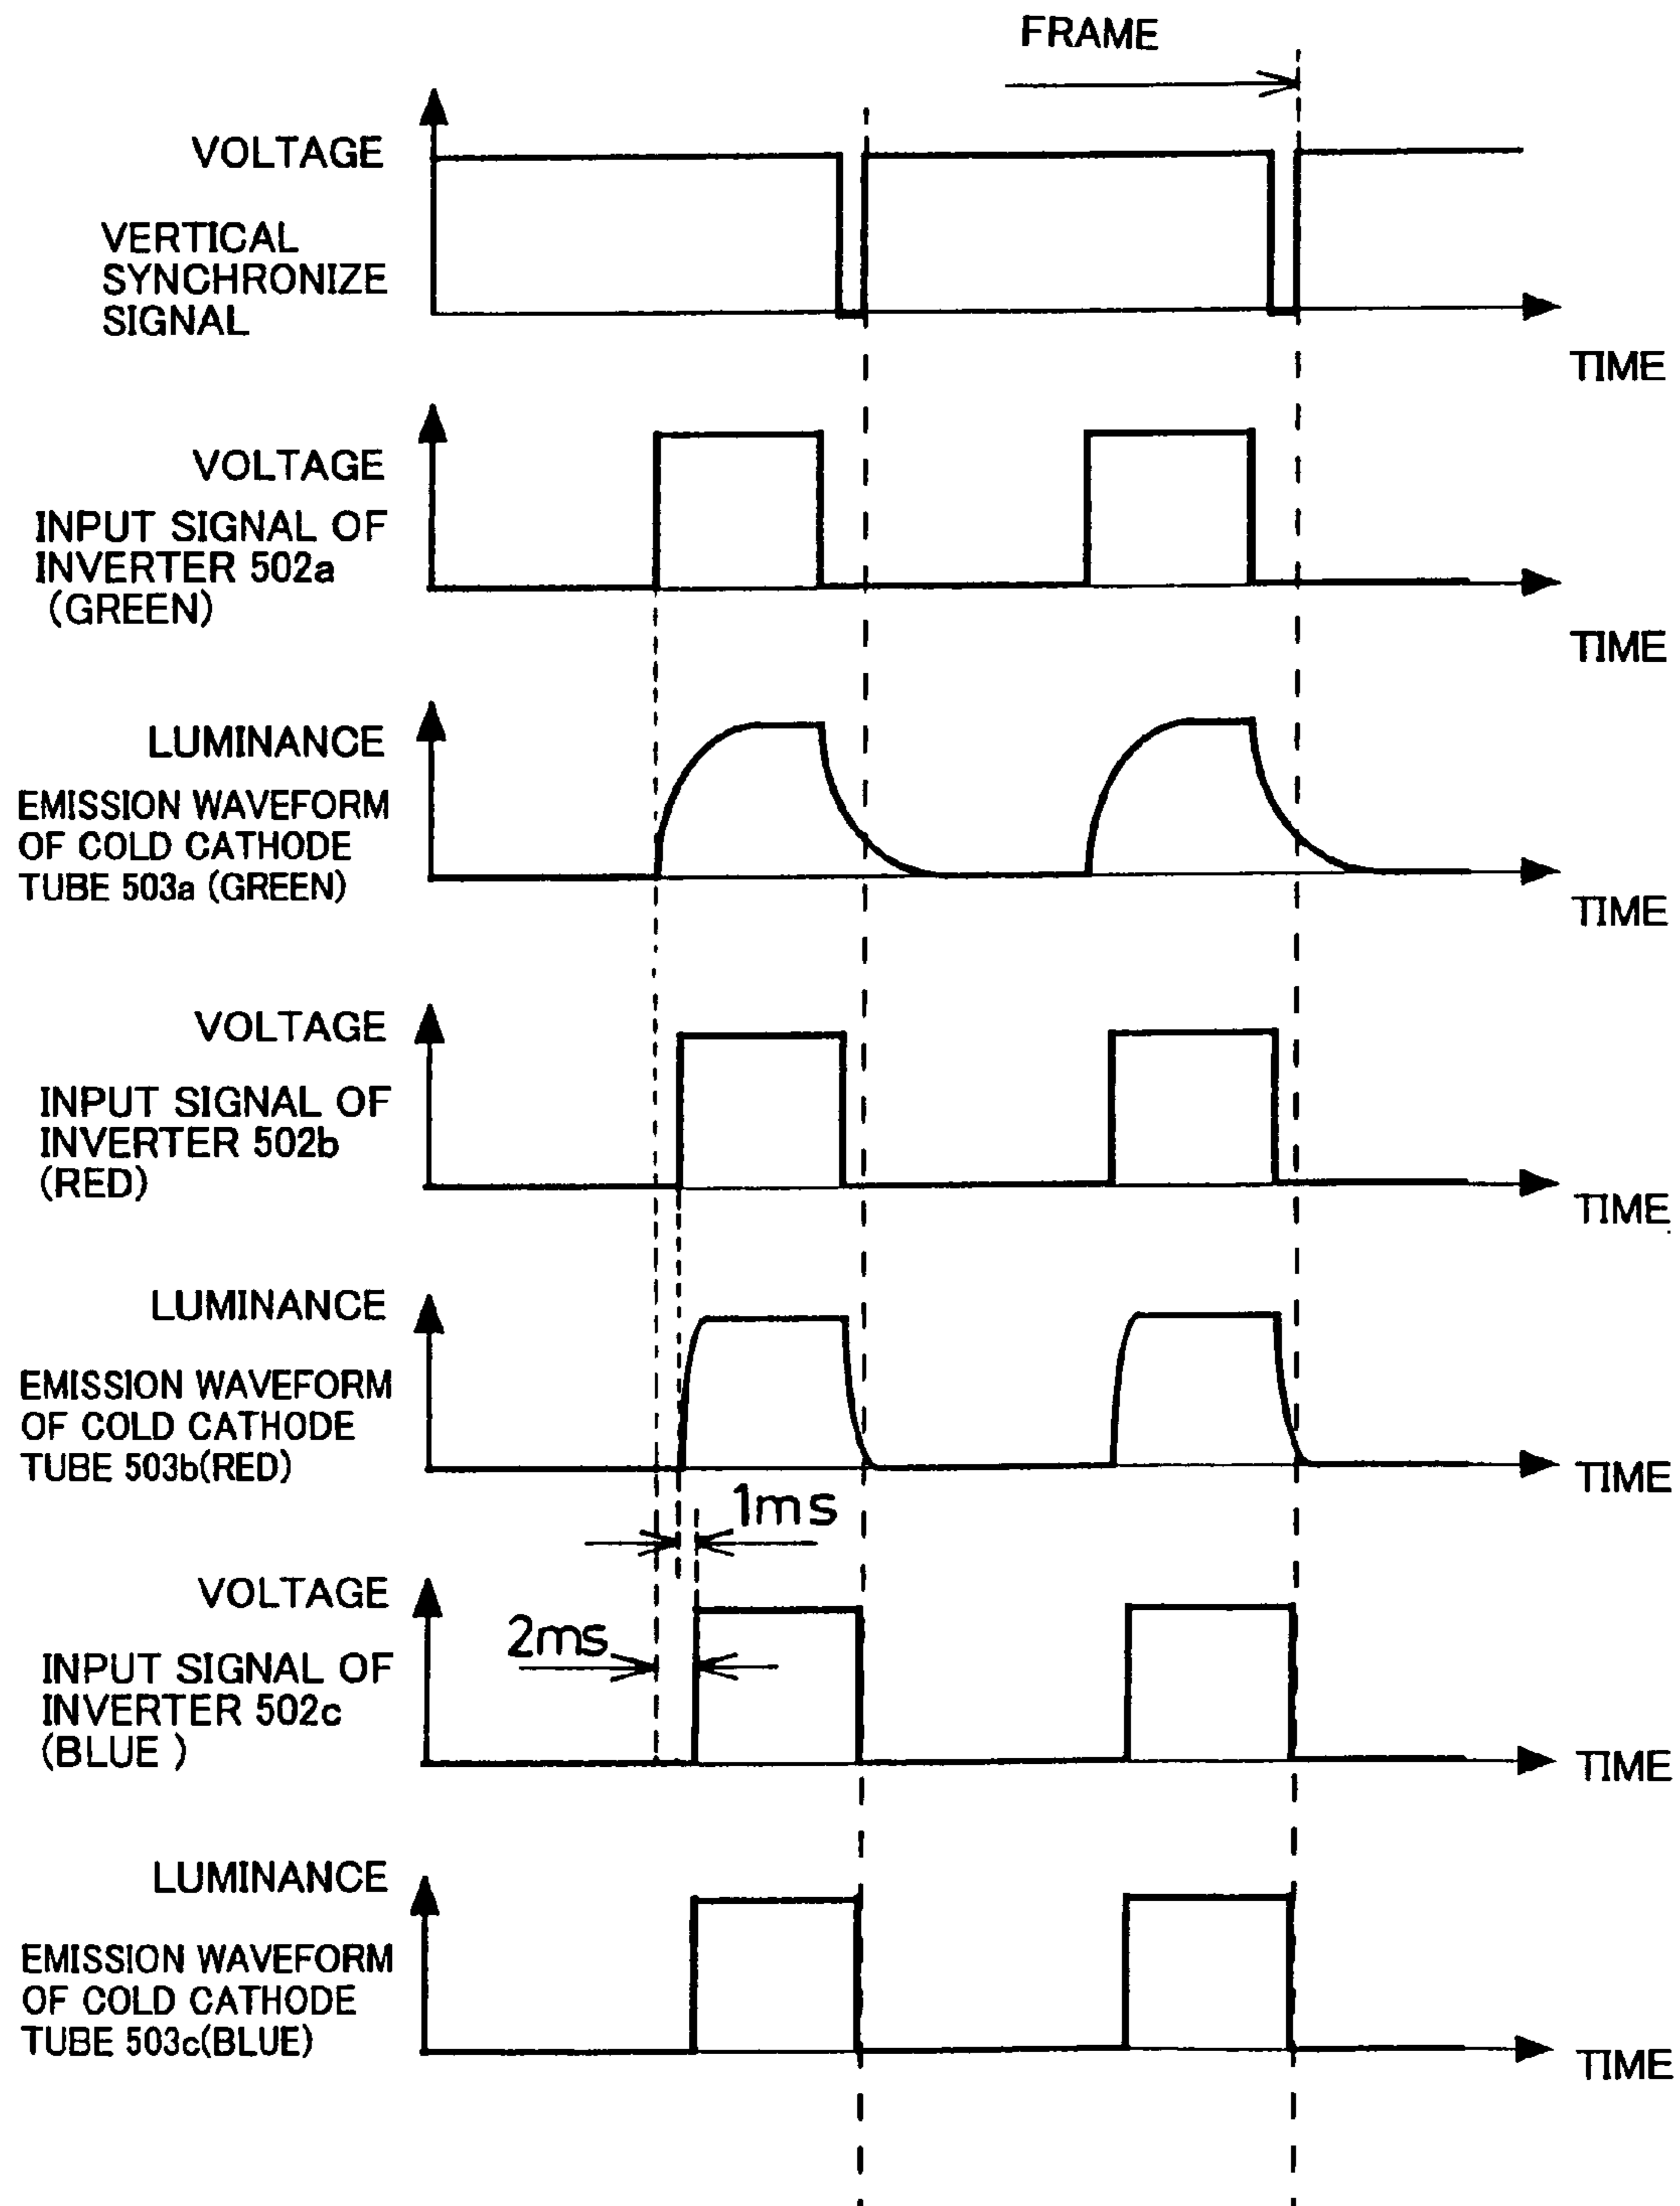 FRAME
VOLTAGE
VERTICAL
SYNCHRONIZE
SIGNAL
TIME
VOLTAGE
INPUT SIGNAL OF
INVERTER 502a
(GREEN)
TIME
LUMINANCE
EMISSION WAVEFORM
OF COLD CATHODE
TUBE 503a (GREEN)
TIME
VOLTAGE
INPUT SIGNAL OF
INVERTER 502b
(RED)
TIME
LUMINANCE
EMISSION WAVEFORM
OF COLD CATHODE
TUBE 503b(RED)
TIME
1ms
VOLTAGE
2ms
INPUT SIGNAL OF
INVERTER 502c
(BLUE )
TIME
LUMINANCE
EMISSION WAVEFORM
OF COLD CATHODE
TUBE 503c(BLUE)
TIME